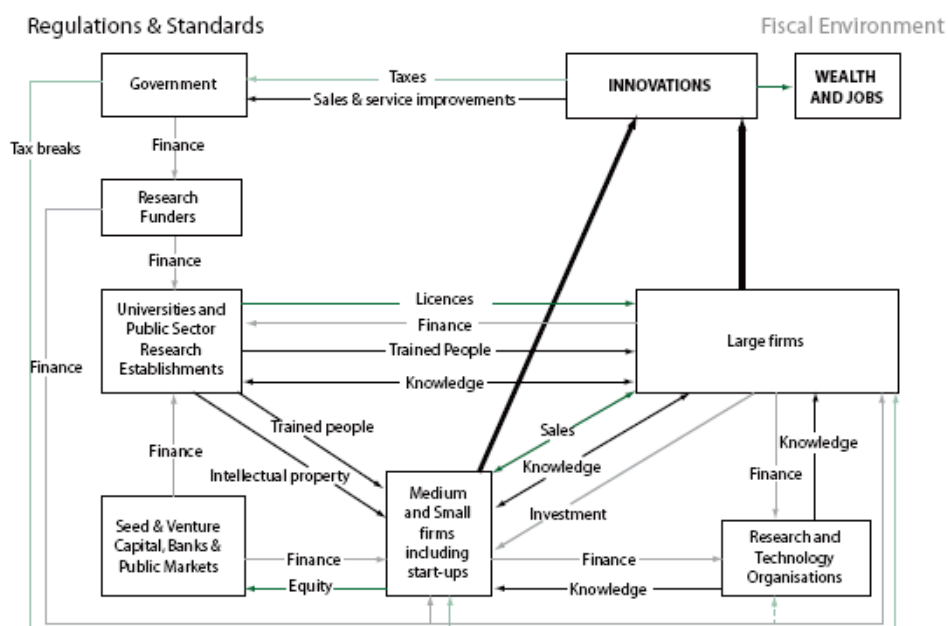 Regulations & Standards
Fiscal Environment
Government
Taxes
Sales & service improvements
INNOVATIONS
WEALTH
AND JOBS
Tax breaks
Finance
Research
Funders
Finance
Universities and
Public Sector
Research
Establishments
Licences
Finance
Trained People
Knowledge
Large firms
Finance
Trained people
Intellectual property
Finance
Sales
Knowledge
Investment
Knowledge
Finance
Seed & Venture
Capital, Banks &
Public Markets
Finance
Equity
Medium
and Small
firms
including
start-ups
Finance
Knowledge
Research and
Technology
Organisations